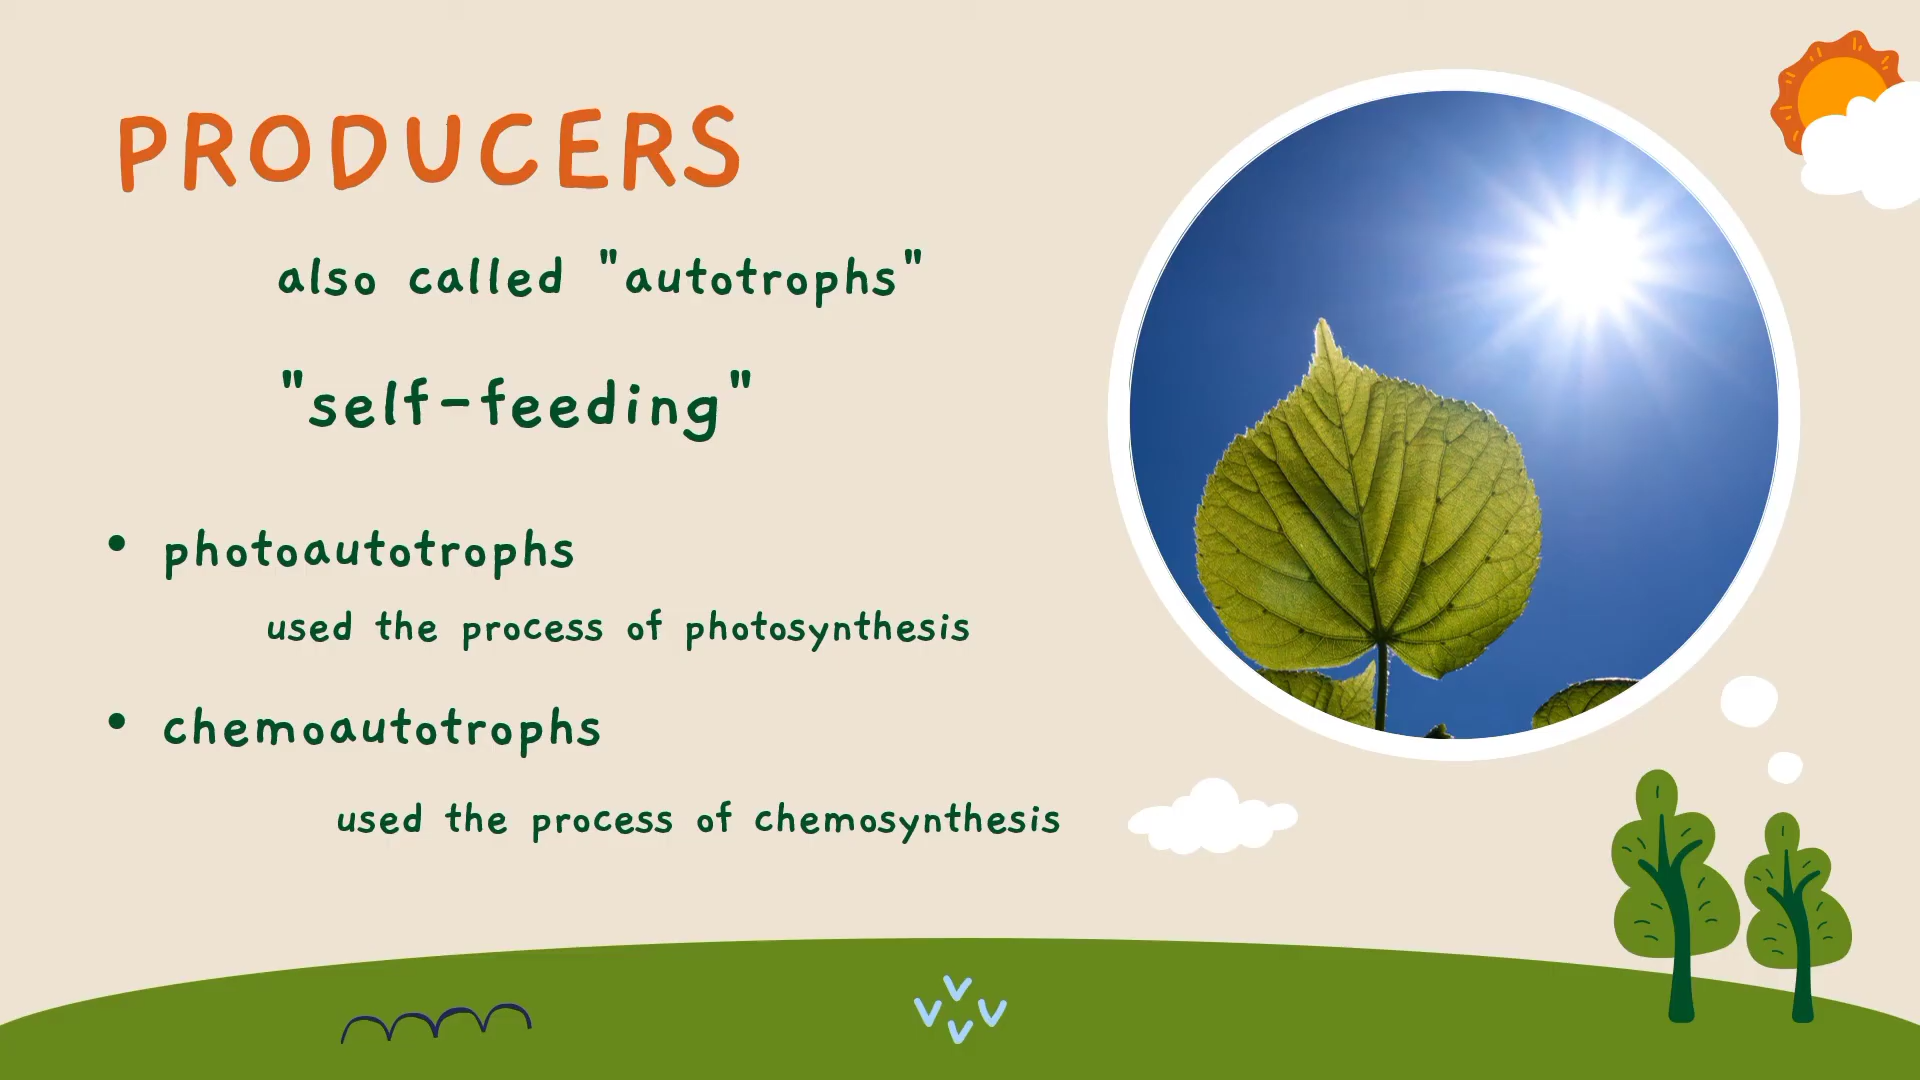 PRODUCERS
also called "autotrophs"
"self-feeding"
• photoautotrophs
used the process of photosynthesis
• chemoautotrophs
used the process of chemosynthesis